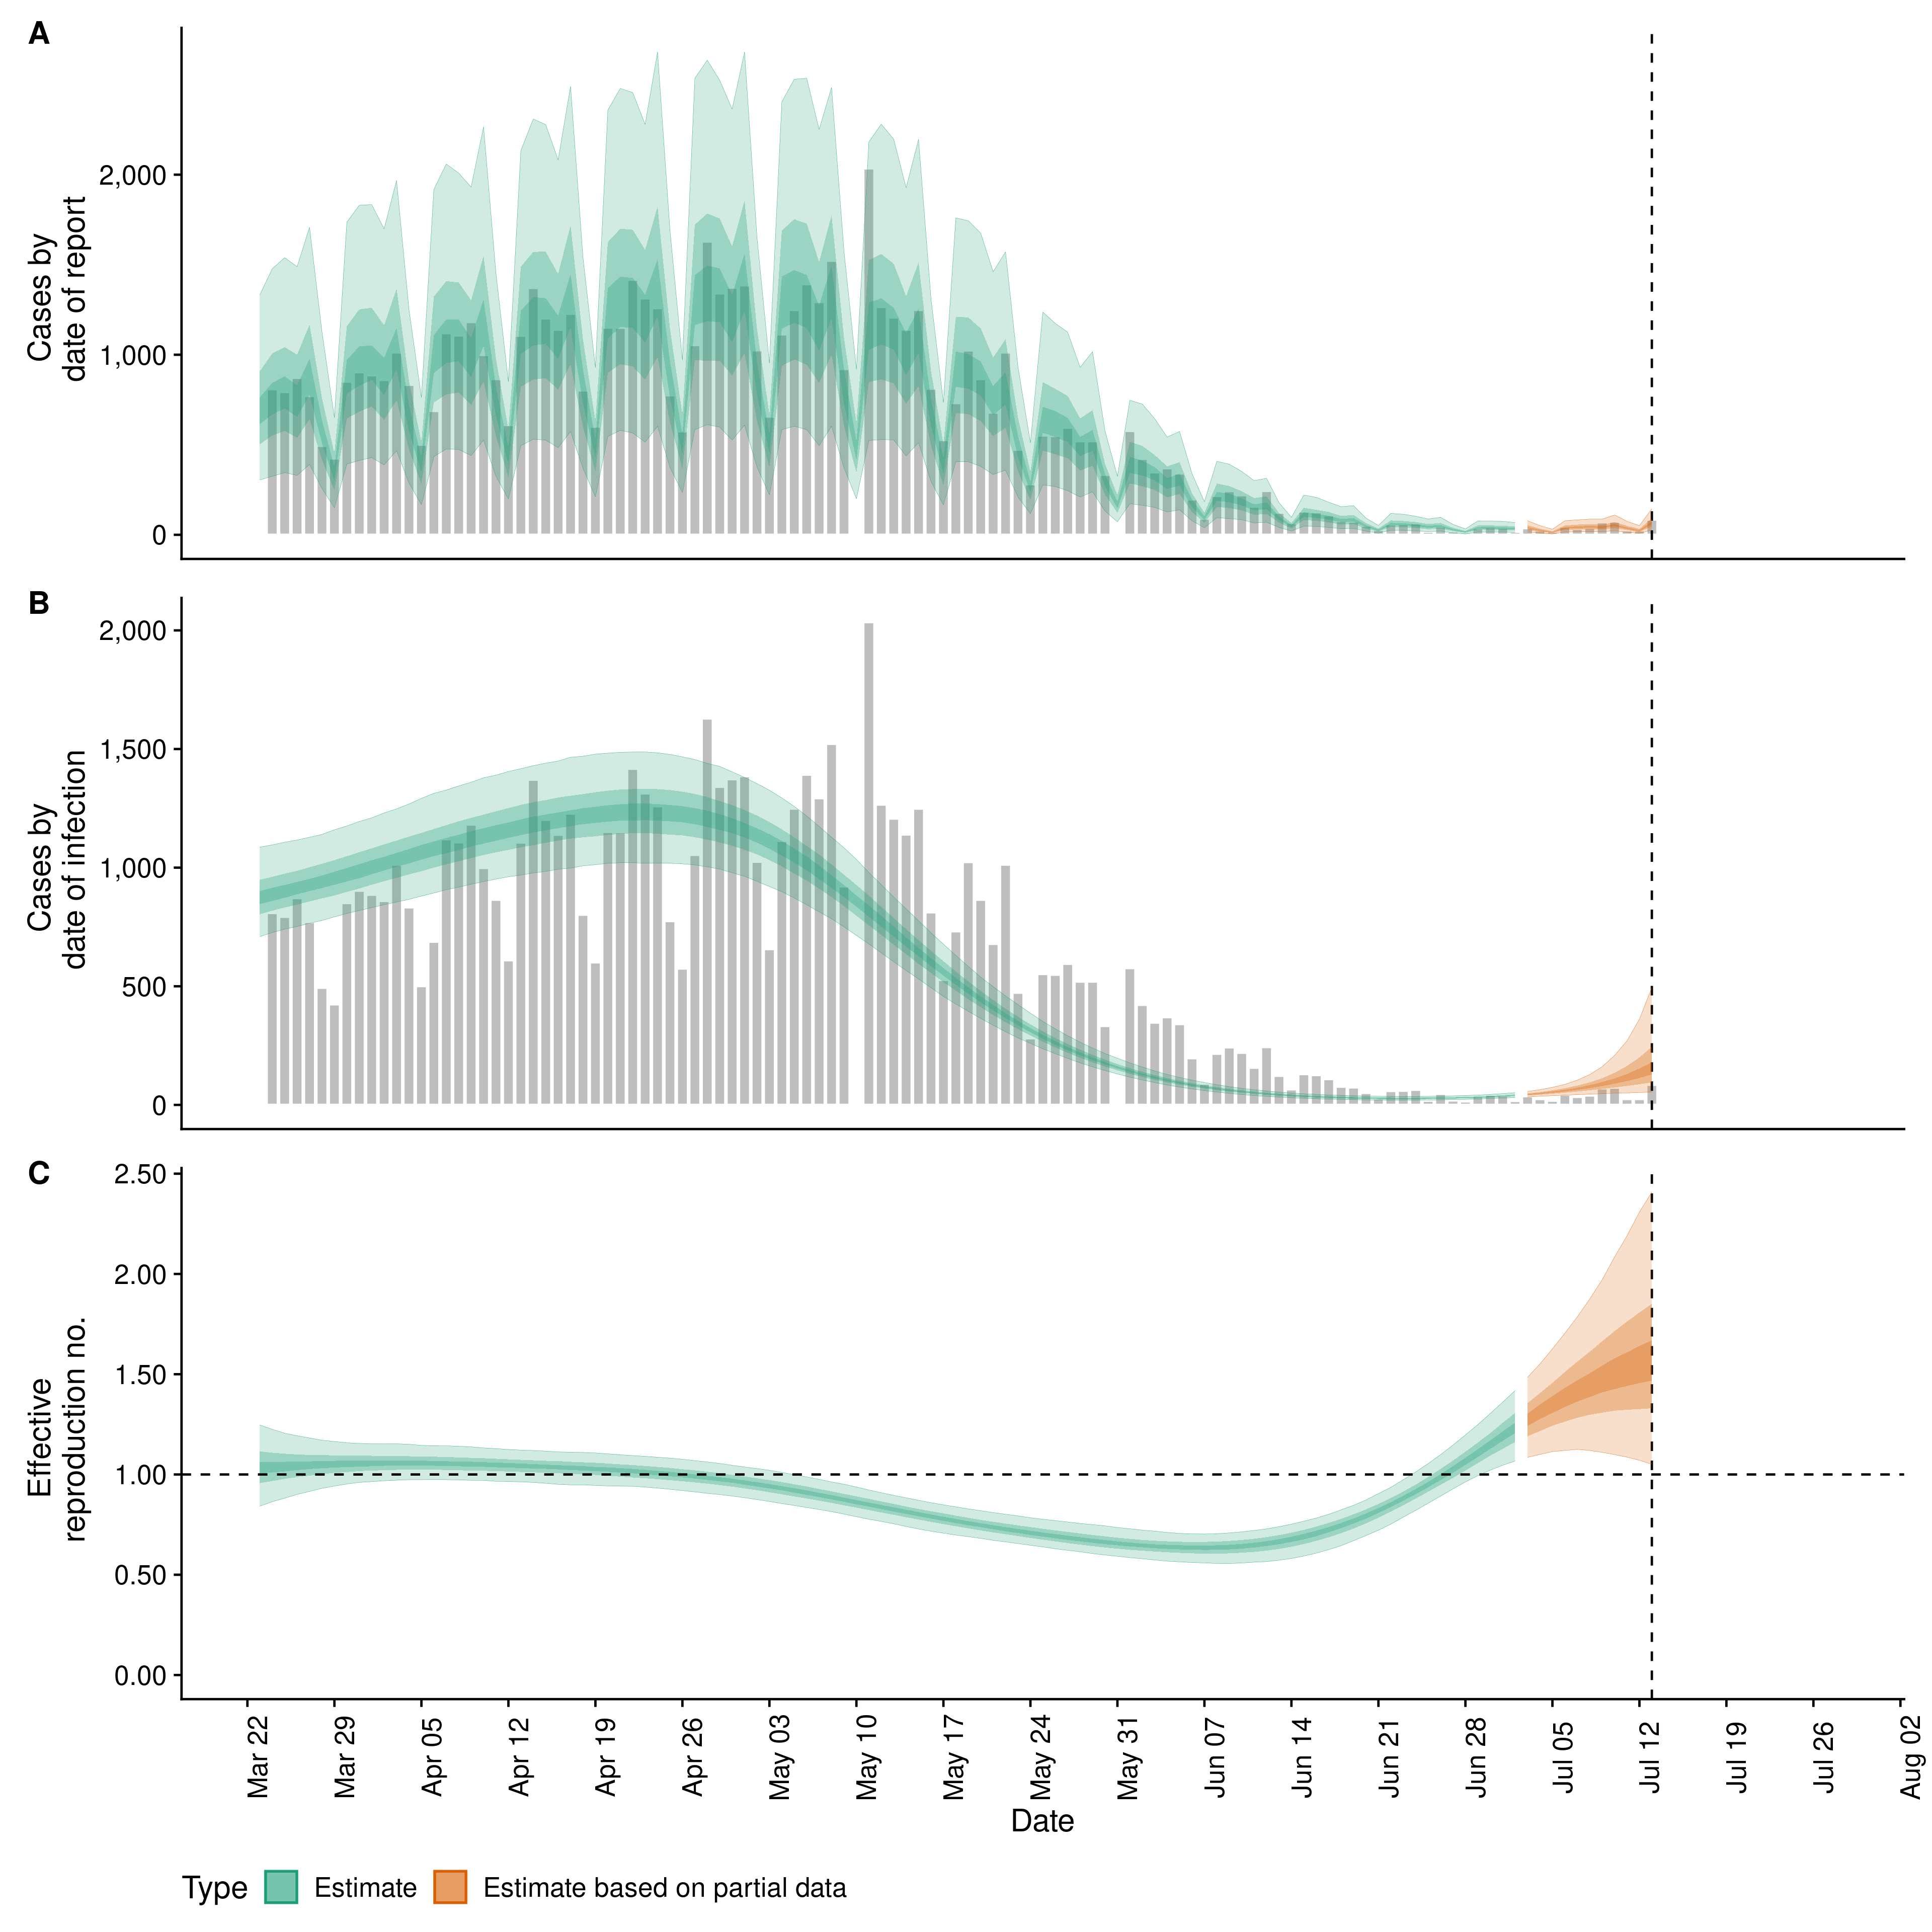 A
Cases by
date of report
2,000
1,000
0
B
Cases by
date of infection
2,000
1,500
1,000
500
0
C
Effective
reproduction no.
2.50
2.00
1.50
1.00
0.50
0.00
Mar 22
Mar 29
Apr 05
Apr 12
Apr 19
Apr 26
May 03
May 10
May 17
May 24
May 31
Jun 07
Jun 14
Jun 21
Jun 28
Jul 05
Jul 12
Jul 19
Jul 26
Aug 02
Date
Type Estimate Estimate based on partial data